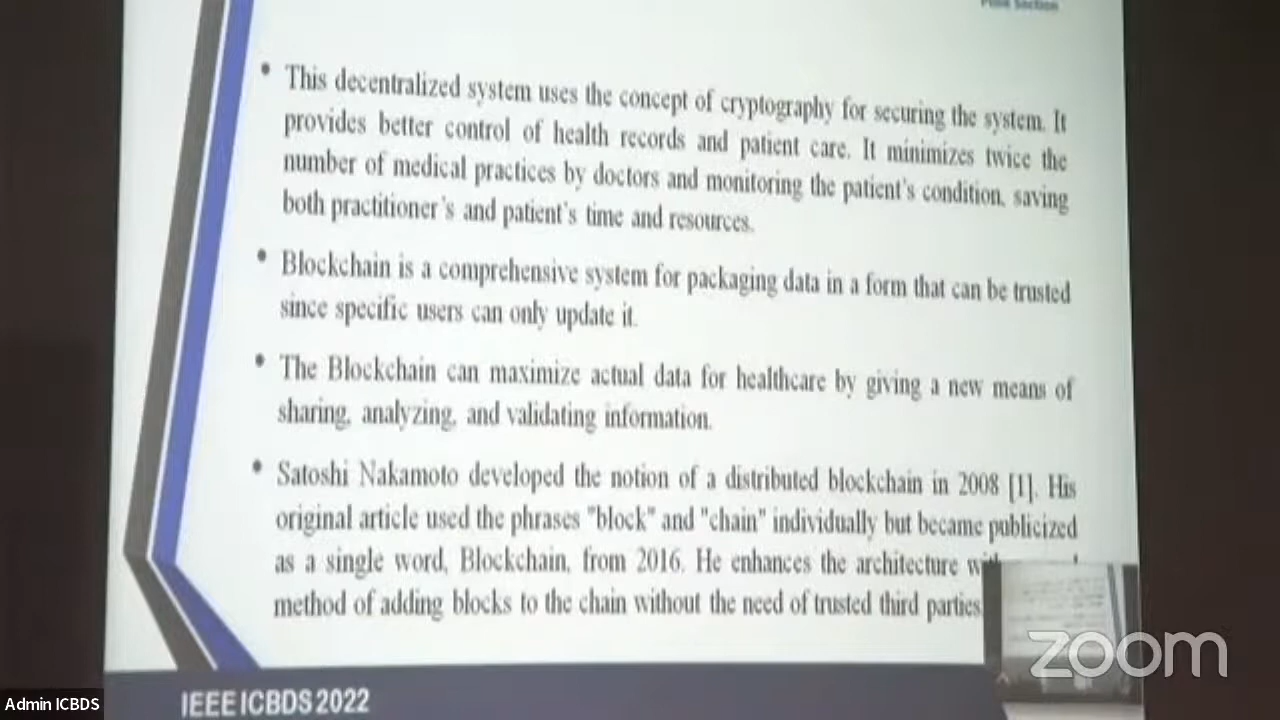 Section
• This decentralized system uses the concept of cryptography for securing the system. It
provides better control of health records and patient care. It minimizes twice the
number of medical practices by doctors and monitoring the patient's condition, saving
both practitioner's and patient's time and resources.
• Blockchain is a comprehensive system for packaging data in a form that can be trusted
since specific users can only update it.
• The Blockchain can maximize actual data for healthcare by giving a new means of
sharing, analyzing, and validating information.
• Satoshi Nakamoto developed the notion of a distributed blockchain in 2008 [1]. His
original article used the phrases "block" and "chain" individually but became publicized
as a single word, Blockchain, from 2016. He enhances the architecture
method of adding blocks to the chain without the need of trusted third parties
zoom
Admin ICBDS
IEEE ICBDS 2022